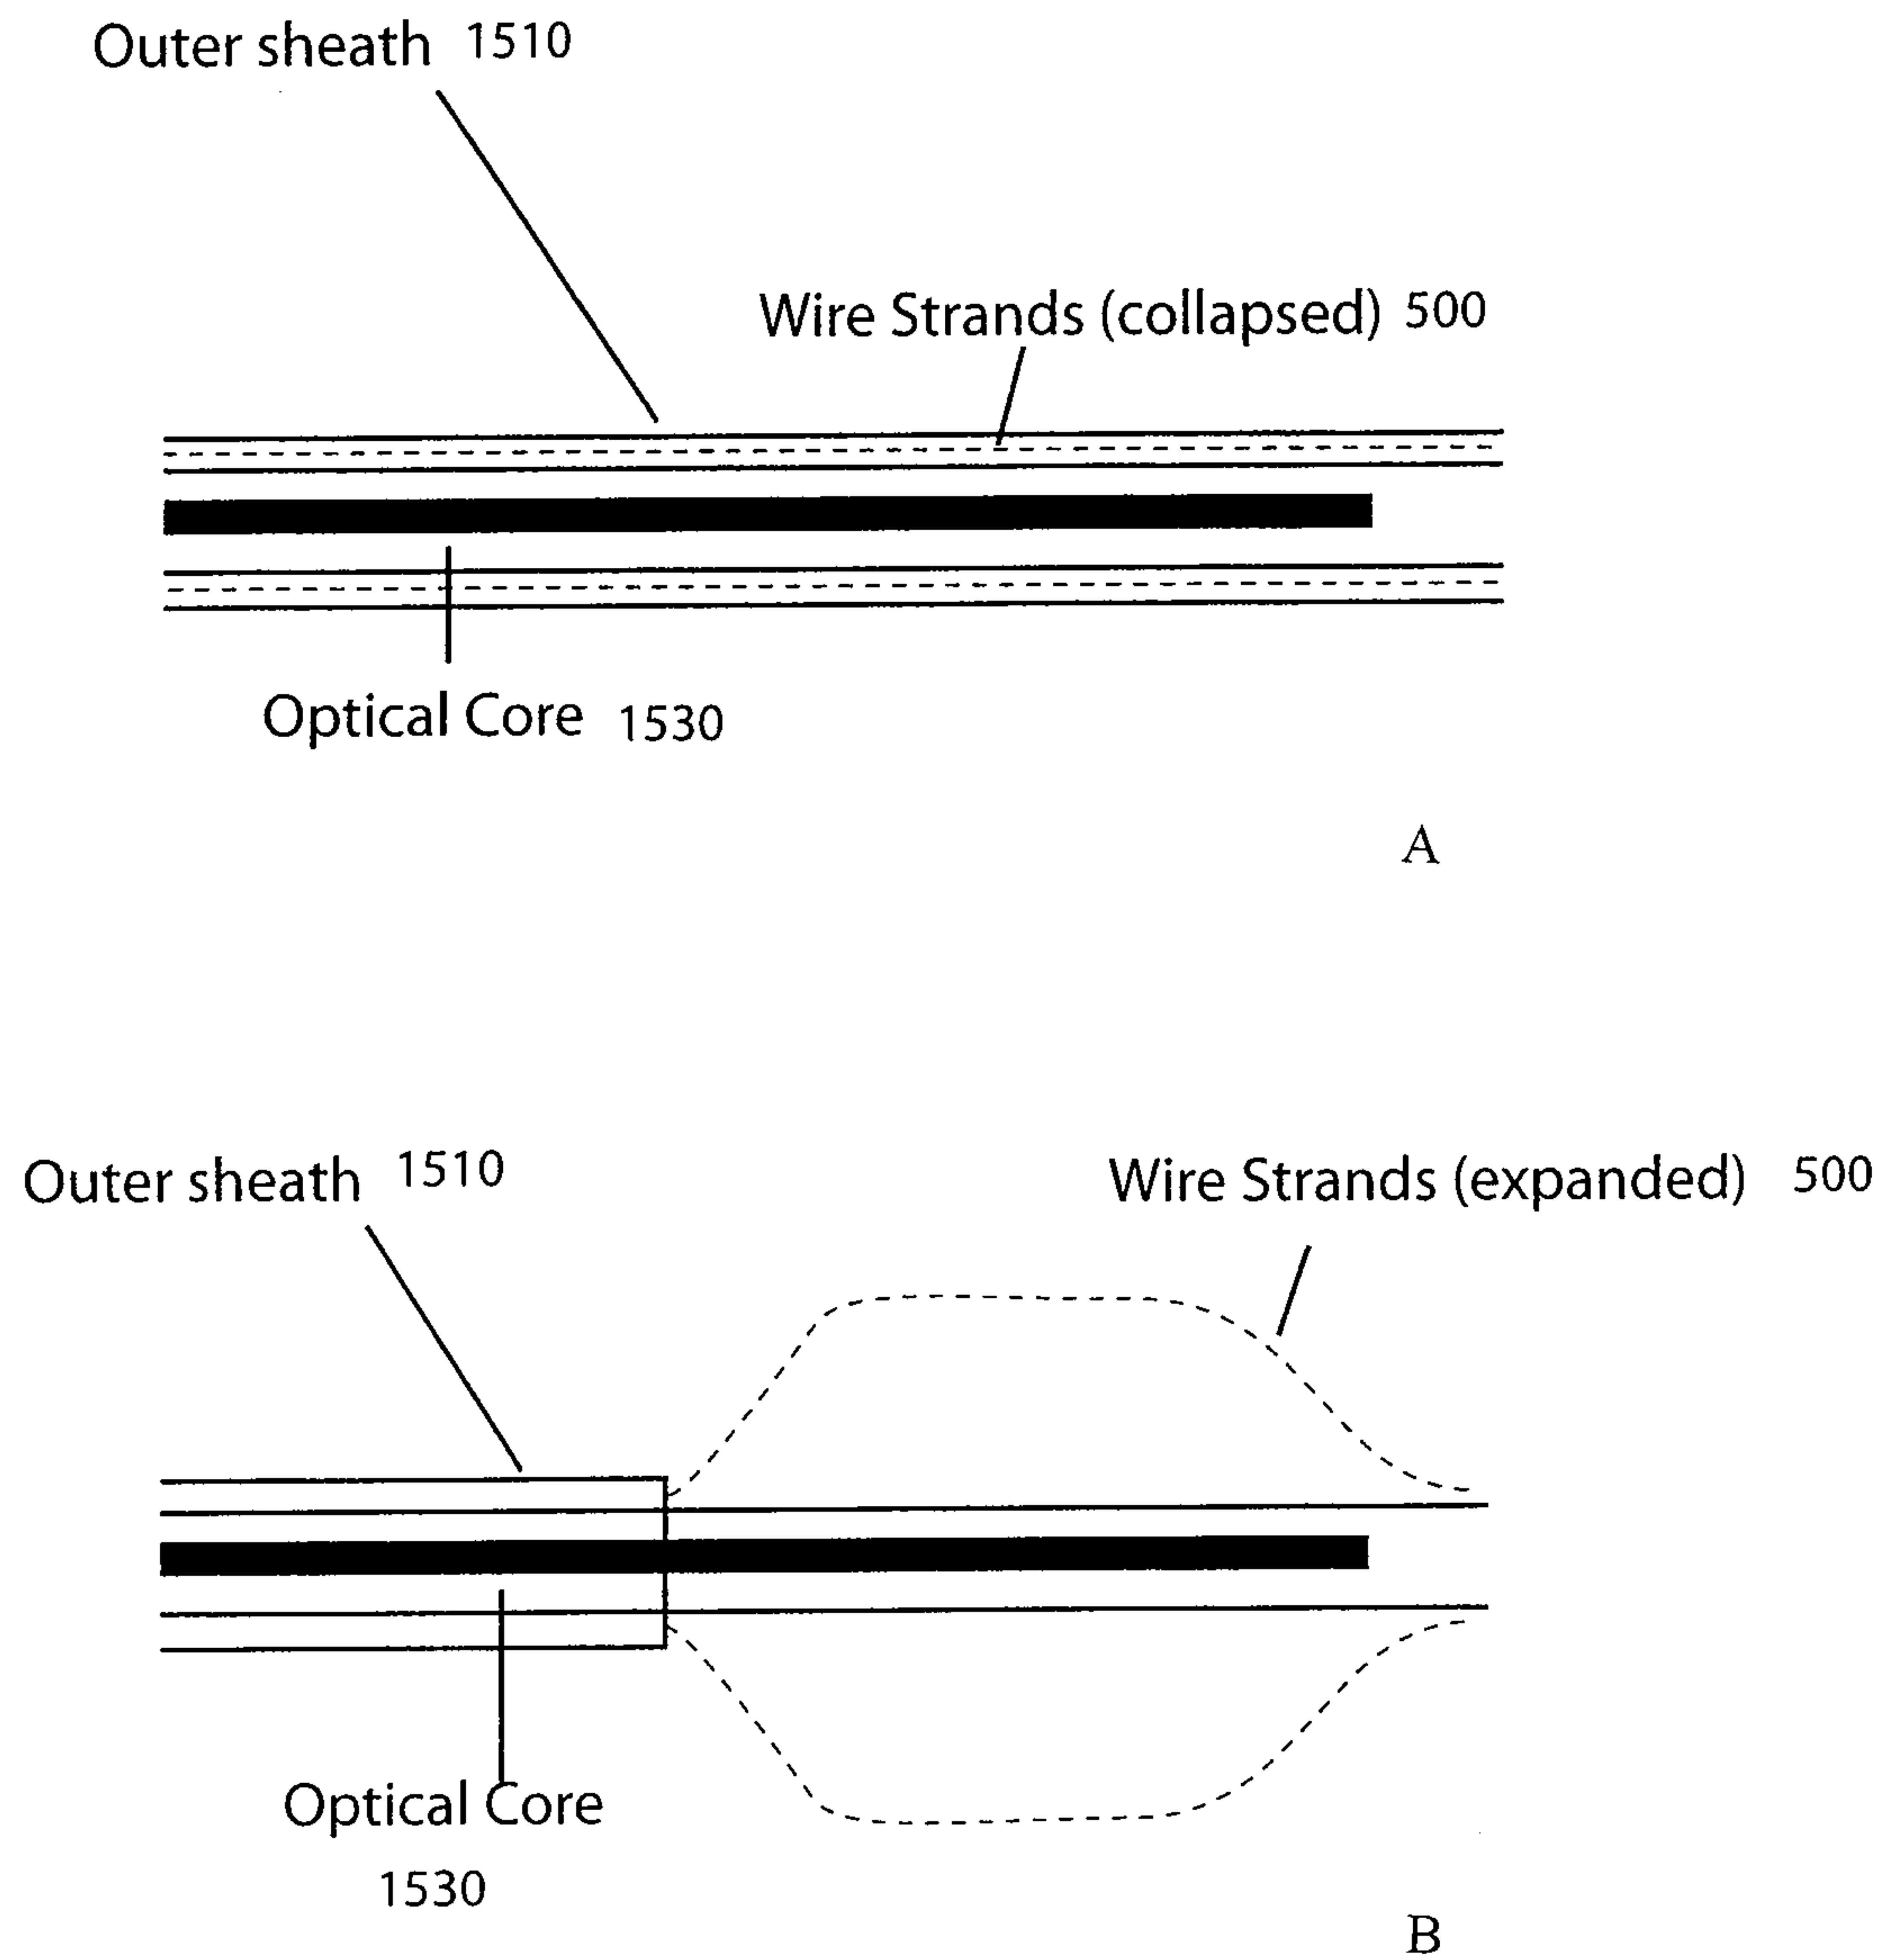 Outer sheath 1510
Wire Strands (collapsed) 500
Optical Core 1530
A
Outer sheath 1510
Wire Strands (expanded) 500
Optical Core
1530
B